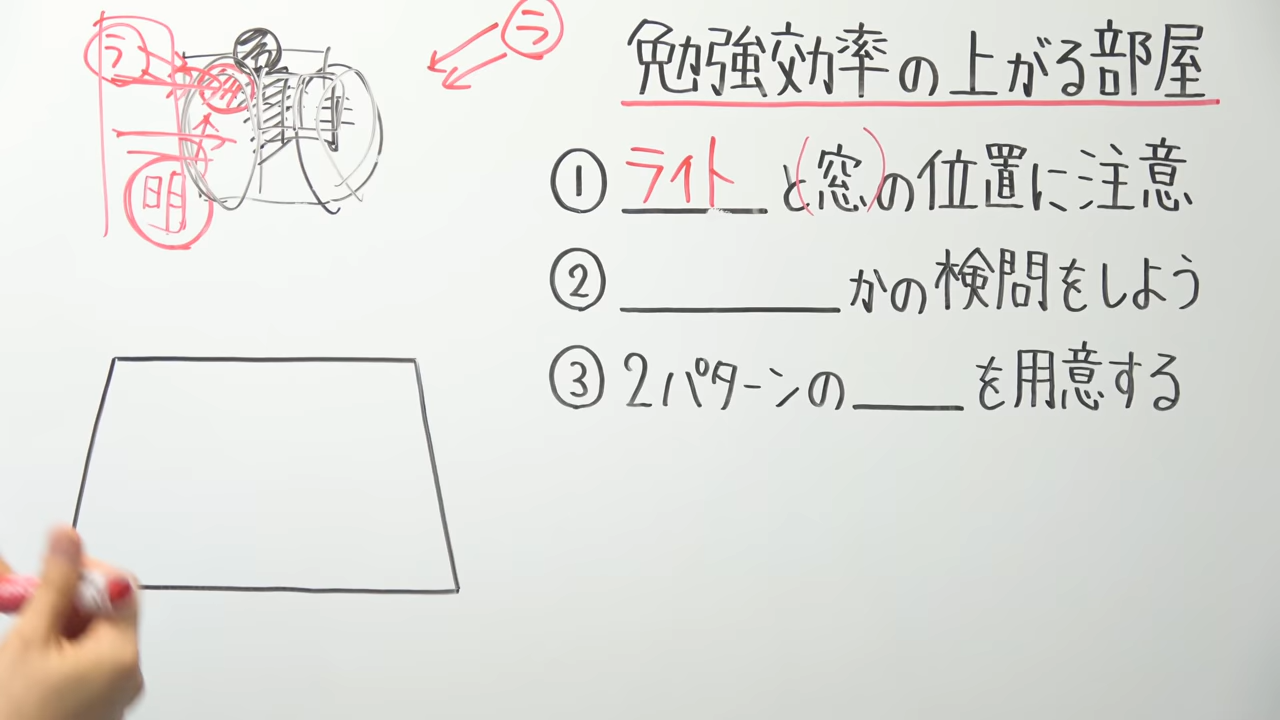 勉強効率の上がる部屋
① ライトと(窓)の位置に注意
② ＿＿＿＿かの検問をしよう
③ 2パターンの＿＿を用意する
ラ
ラ
明